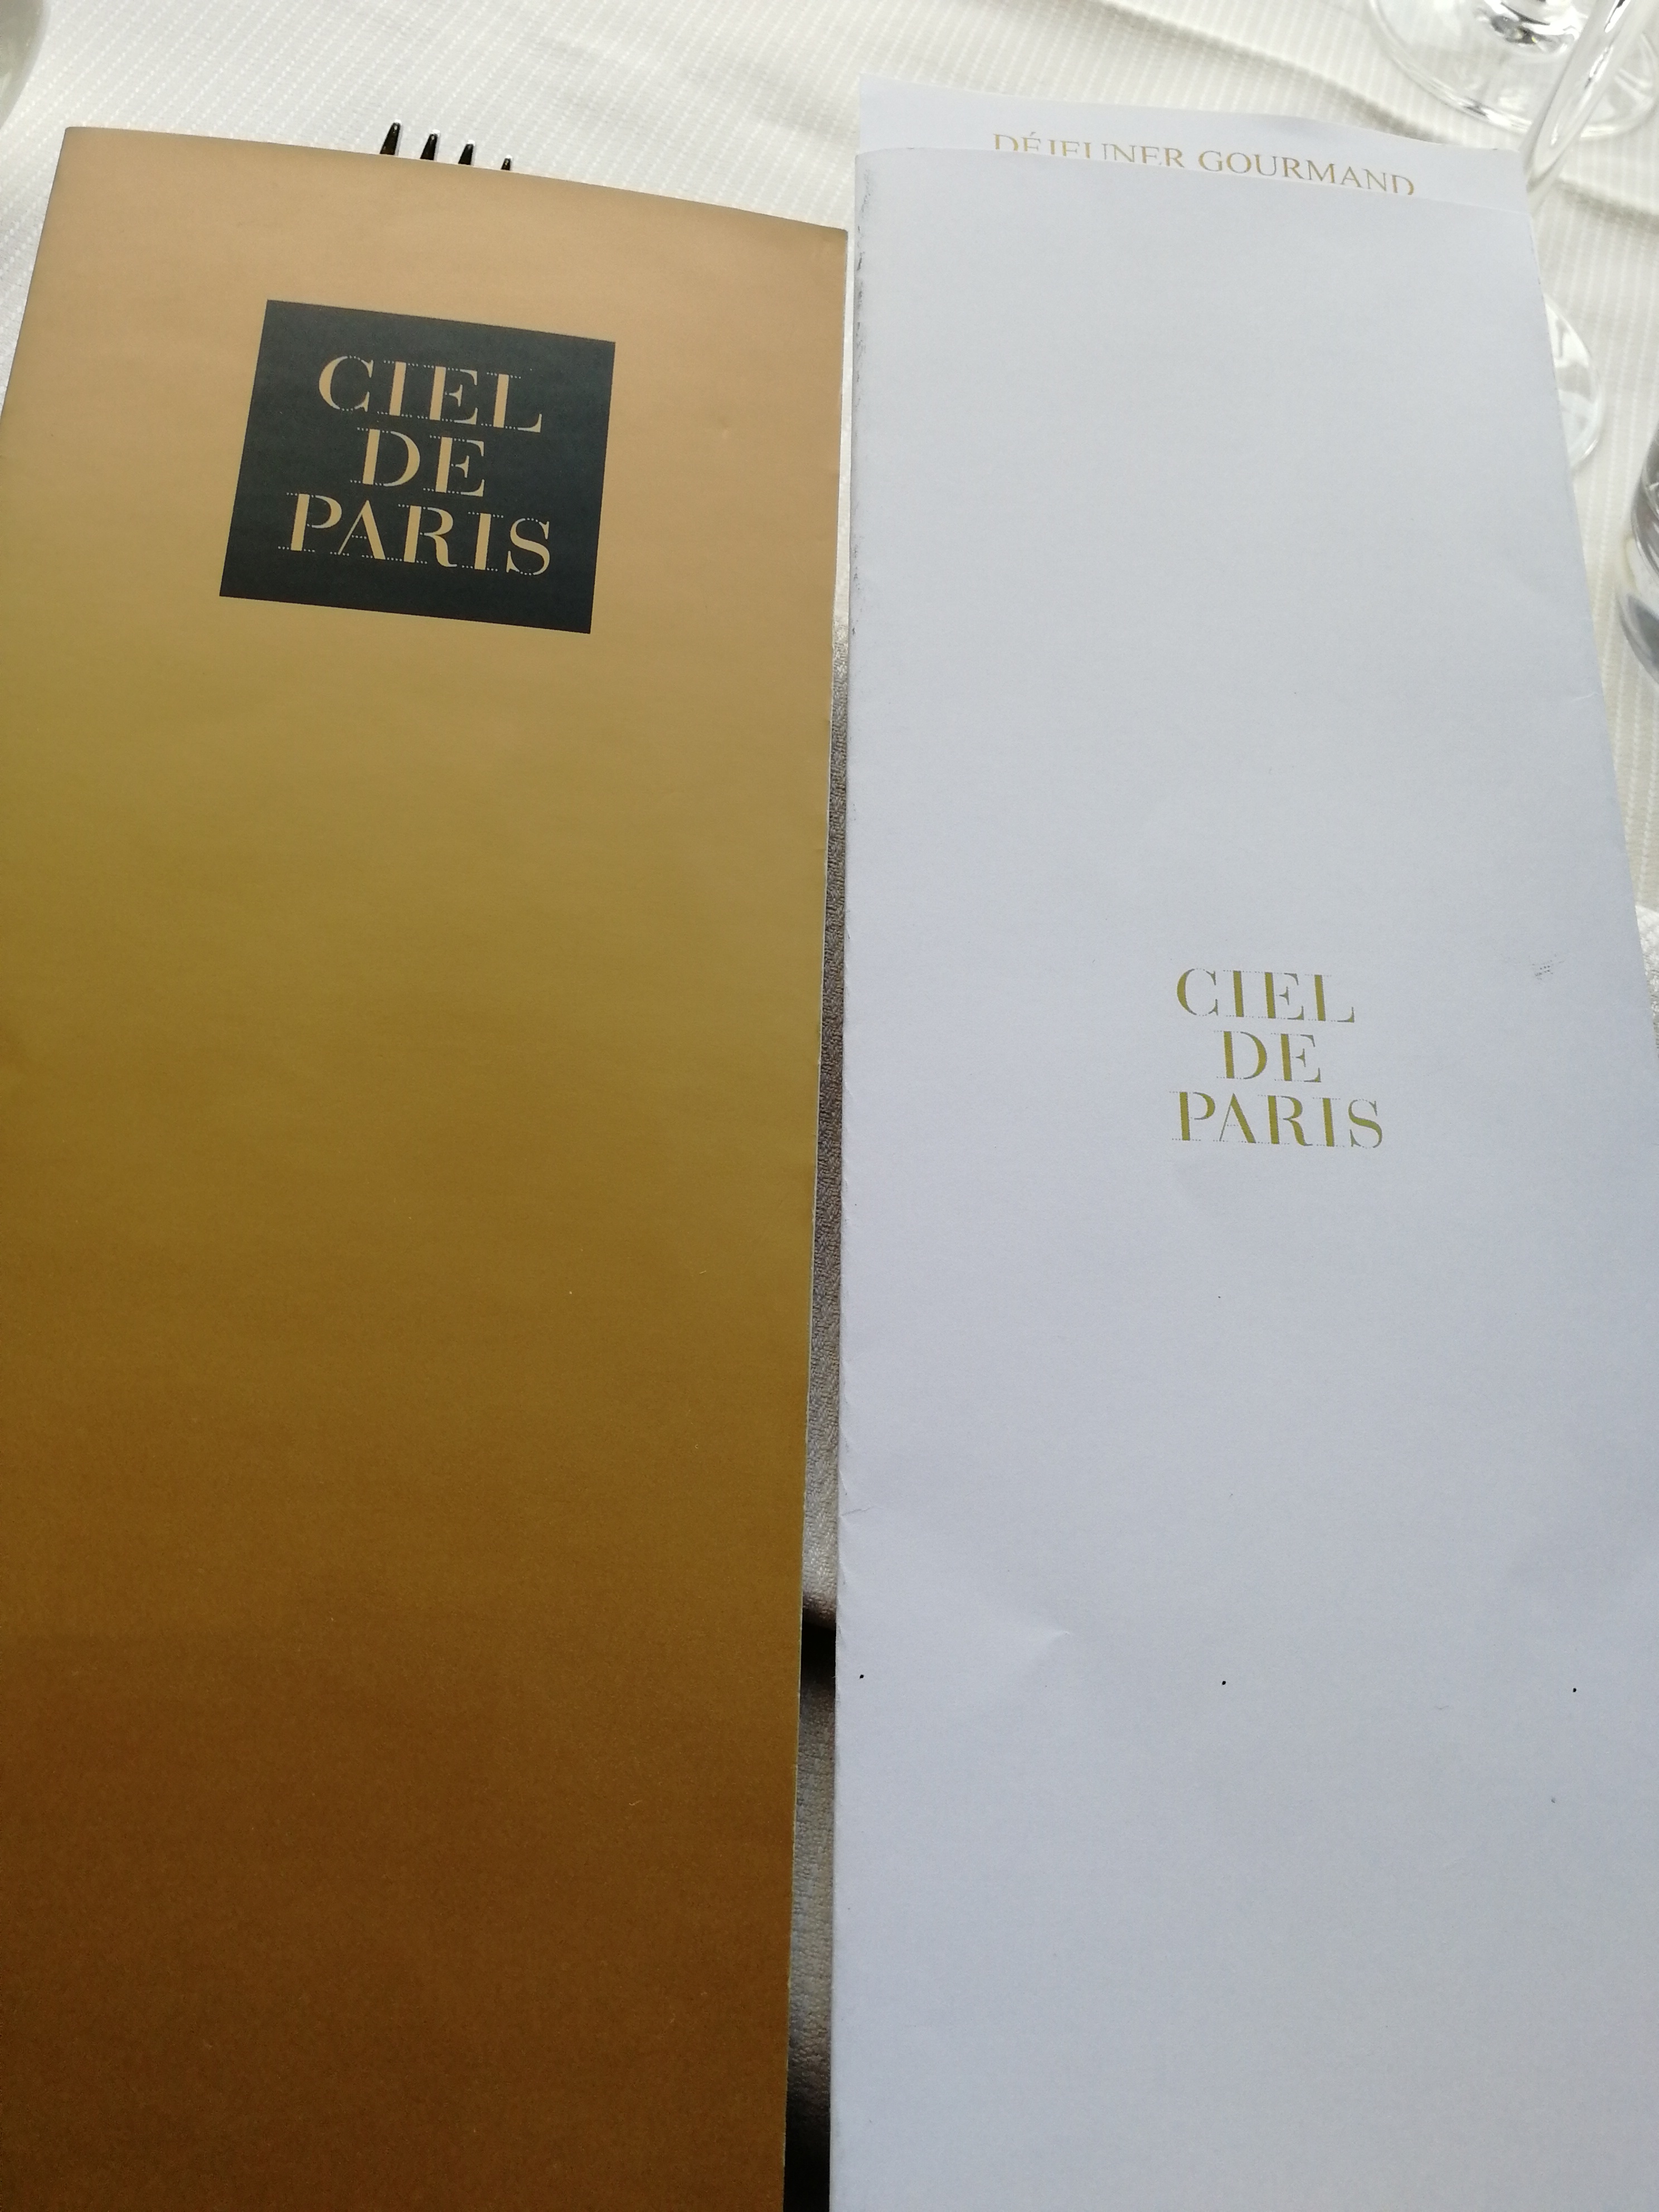 CIEL
DE
PARIS
DÉJEUNER GOURMAND
CIEL
DE
PARIS